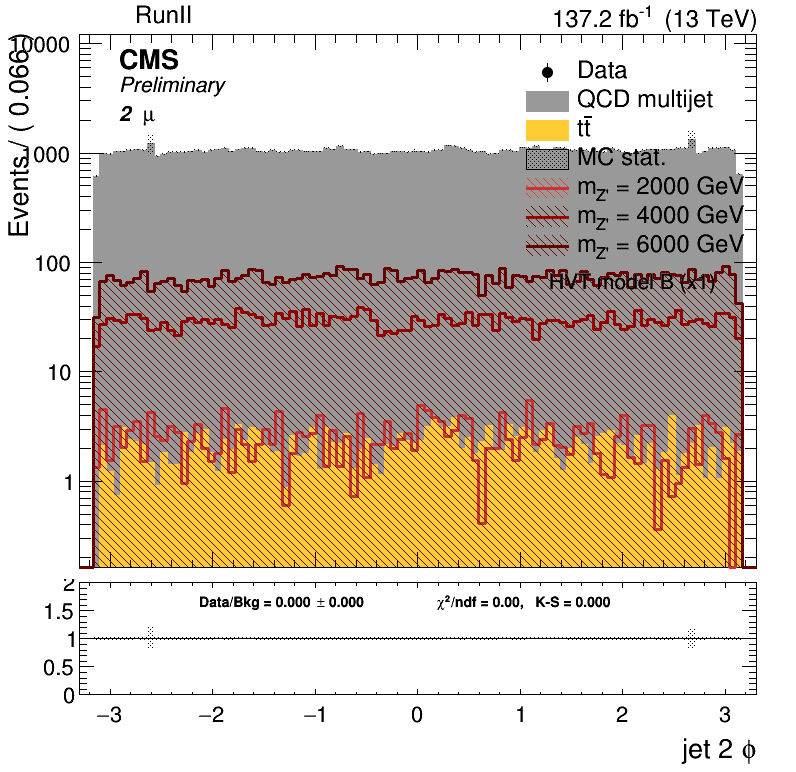 RunII 137.2 fb⁻¹ (13 TeV)
Events / ( 0.066 )
10000
1000
100
10
1
CMS
Preliminary
2 μ
Data
QCD multijet
tt̄
MC stat.
m_Z' = 2000 GeV
m_Z' = 4000 GeV
m_Z' = 6000 GeV
HVT model B (x1)
2
1.5
1
0.5
0
Data/Bkg = 0.000 ± 0.000 χ²/ndf = 0.00, K-S = 0.000
−3 −2 −1 0 1 2 3
jet 2 ϕ